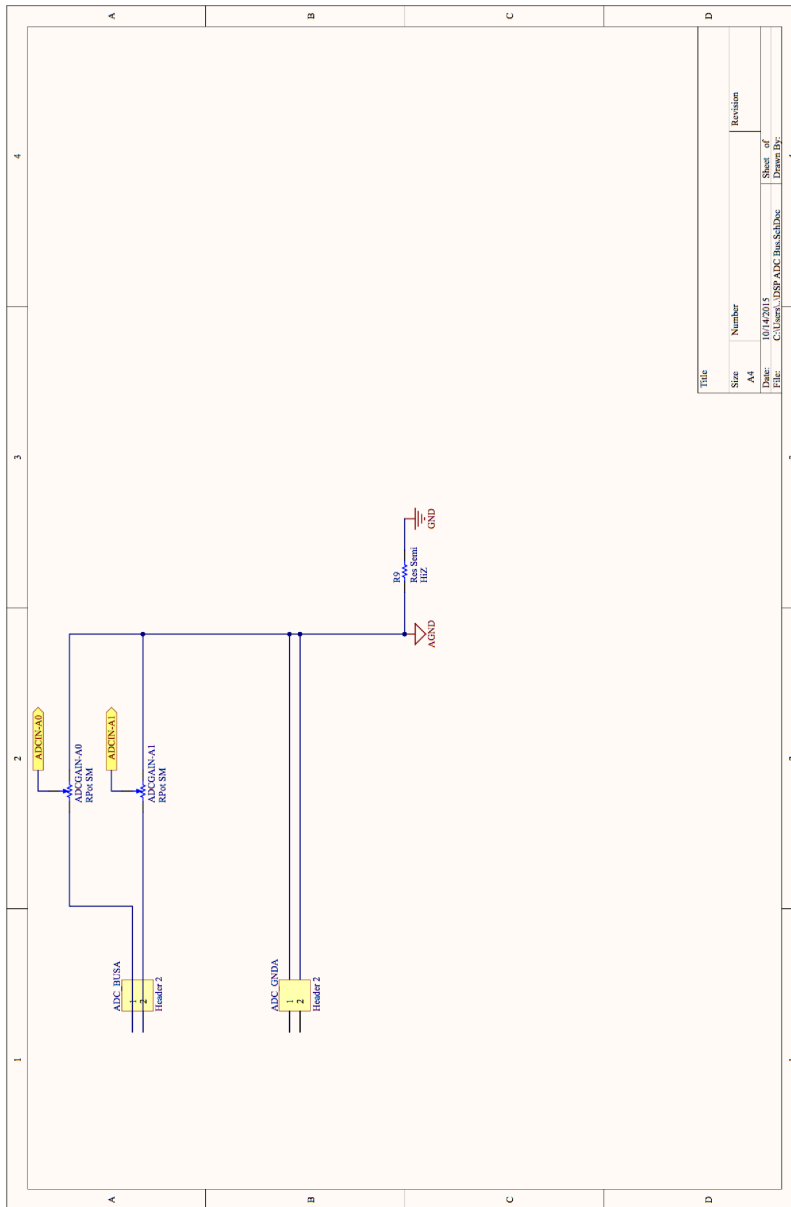 1
2
3
4
A
A
ADCIN-A0
ADCGAIN-A0
RPot SM
ADCIN-A1
ADCGAIN-A1
RPot SM
ADC_BUSA
1
2
Header 2
B
B
ADC_GNDA
1
2
Header 2
R9
Res Semi
HiZ
AGND
GND
C
C
D
D
Title
Size
Number
Revision
A4
Date:
10/14/2015
Sheet of
File:
C:\Users\..\DSP ADC Bus.SchDoc
Drawn By: